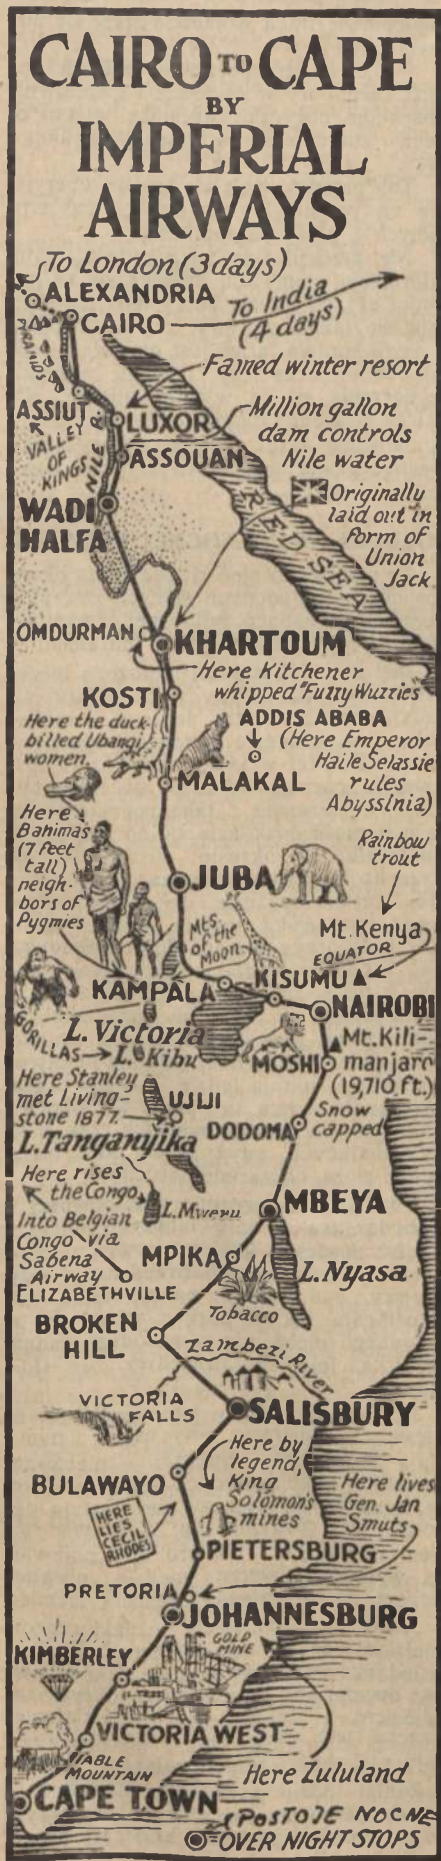 CAIRO TO CAPE
BY
IMPERIAL
AIRWAYS
To London (3 days)
ALEXANDRIA
To India
(4 days)
CAIRO
PYRAMIDS
Famed winter resort
ASSIUT
LUXOR
Million gallon
dam controls
Nile water
VALLEY
OF
KINGS
NILE R.
ASSOUAN
WADI
HALFA
RED SEA
Originally
laid out in
form of
Union
Jack
OMDURMAN
KHARTOUM
Here Kitchener
whipped "Fuzzy Wuzzies"
KOSTI
ADDIS ABABA
(Here Emperor
Haile Selassie
rules
Abyssinia)
Here the duck-
billed Ubangi
women.
MALAKAL
Here
Bahimas
(7 feet
tall)
neigh-
bors of
Pygmies
Rainbow
trout
JUBA
Mts.
of the
Moon
Mt. Kenya
EQUATOR
KAMPALA
KISUMU
NAIROBI
GORILLAS
L. Victoria
L. Kibu
MOSHI
Mt. Kili-
manjaro
(19,710 ft.)
Here Stanley
met Living-
stone 1877.
UJIJI
L. Tanganyika
DODOMA
Snow
capped
Here rises
the Congo
L. Mweru
MBEYA
Into Belgian
Congo via
Sabena
Airway
ELIZABETHVILLE
MPIKA
L. Nyasa
Tobacco
BROKEN
HILL
Zambezi River
VICTORIA
FALLS
SALISBURY
Here by
legend,
King
Solomon's
mines
BULAWAYO
Here lives
Gen. Jan
Smuts
HERE
LIES
CECIL
RHODES
PIETERSBURG
PRETORIA
JOHANNESBURG
GOLD
MINE
KIMBERLEY
VICTORIA WEST
TABLE
MOUNTAIN
Here Zululand
CAPE TOWN
POSTOJE NOCNE
OVER NIGHT STOPS